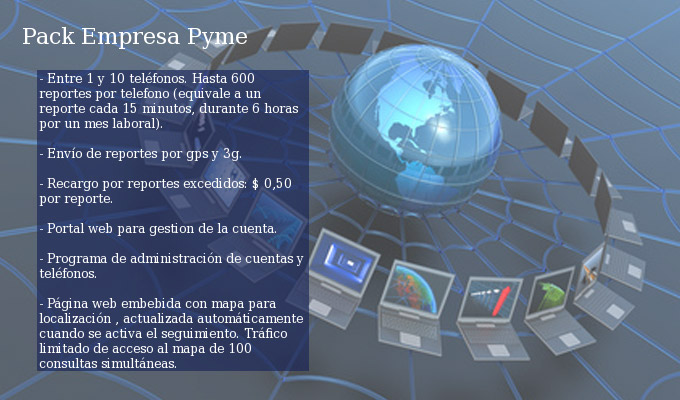 Pack Empresa Pyme
- Entre 1 y 10 teléfonos. Hasta 600
reportes por telefono (equivale a un
reporte cada 15 minutos, durante 6 horas
por un mes laboral).
- Envío de reportes por gps y 3g.
- Recargo por reportes excedidos: $ 0,50
por reporte.
- Portal web para gestion de la cuenta.
- Programa de administración de cuentas y
teléfonos.
- Página web embebida con mapa para
localización , actualizada automáticamente
cuando se activa el seguimiento. Tráfico
limitado de acceso al mapa de 100
consultas simultáneas.